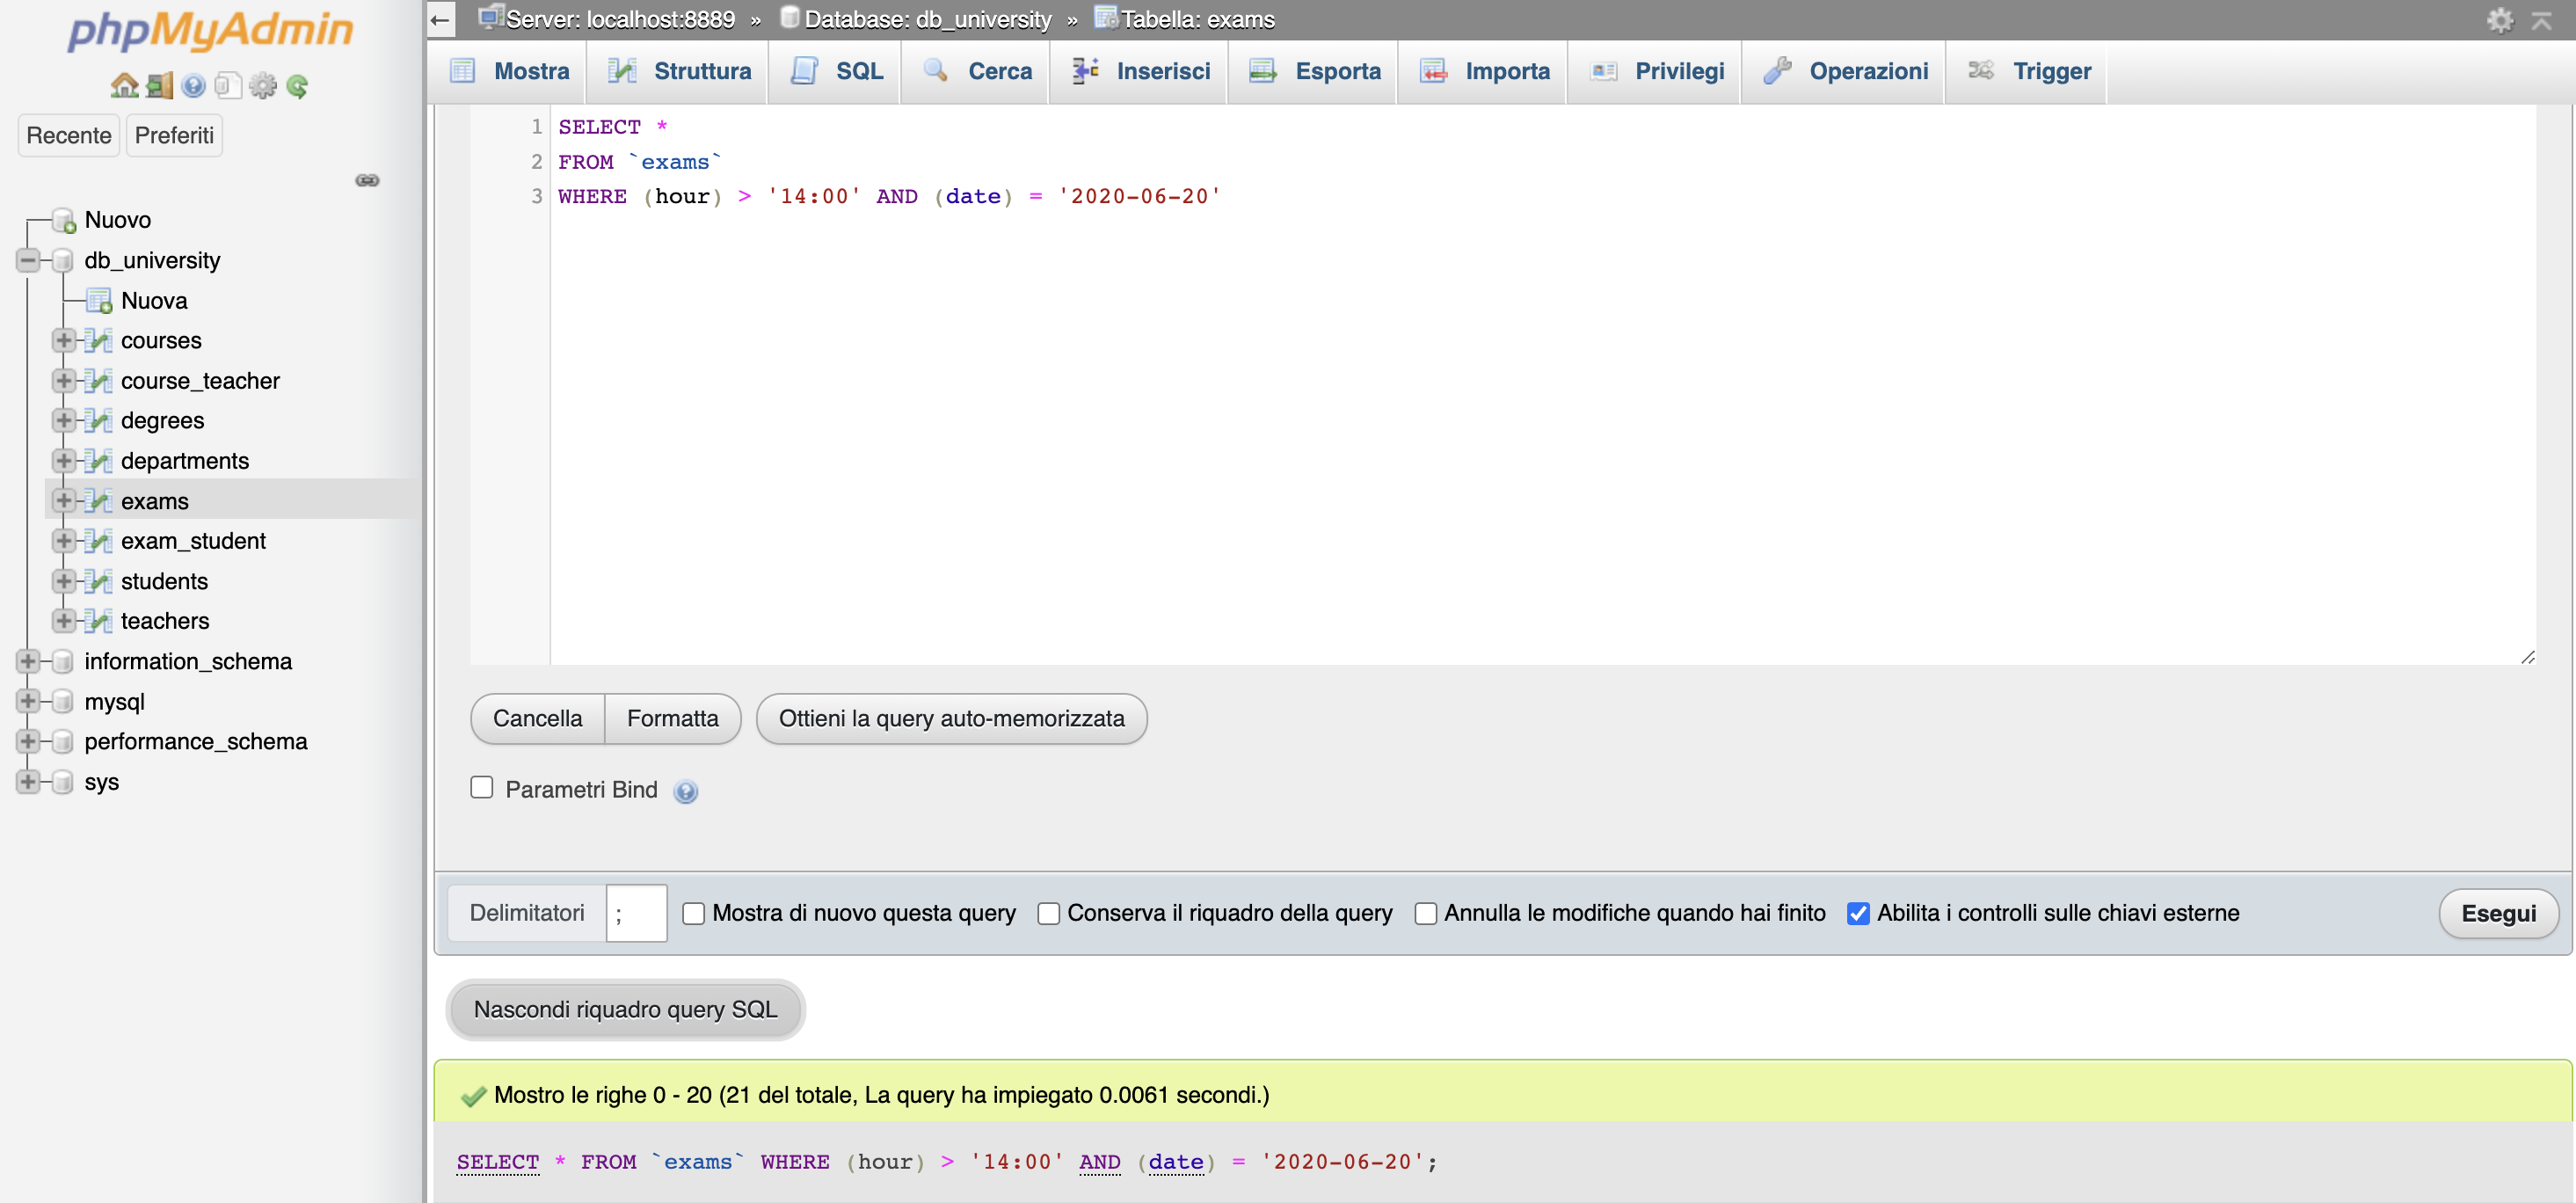 phpMyAdmin
Recente Preferiti
Nuovo
db_university
Nuova
courses
course_teacher
degrees
departments
exams
exam_student
students
teachers
information_schema
mysql
performance_schema
sys
Server: localhost:8889 » Database: db_university » Tabella: exams
Mostra Struttura SQL Cerca Inserisci Esporta Importa Privilegi Operazioni Trigger
1 SELECT *
2 FROM `exams`
3 WHERE (hour) > '14:00' AND (date) = '2020-06-20'
Cancella Formatta Ottieni la query auto-memorizzata
Parametri Bind
Delimitatori ; Mostra di nuovo questa query Conserva il riquadro della query Annulla le modifiche quando hai finito Abilita i controlli sulle chiavi esterne Esegui
Nascondi riquadro query SQL
Mostro le righe 0 - 20 (21 del totale, La query ha impiegato 0.0061 secondi.)
SELECT * FROM `exams` WHERE (hour) > '14:00' AND (date) = '2020-06-20';